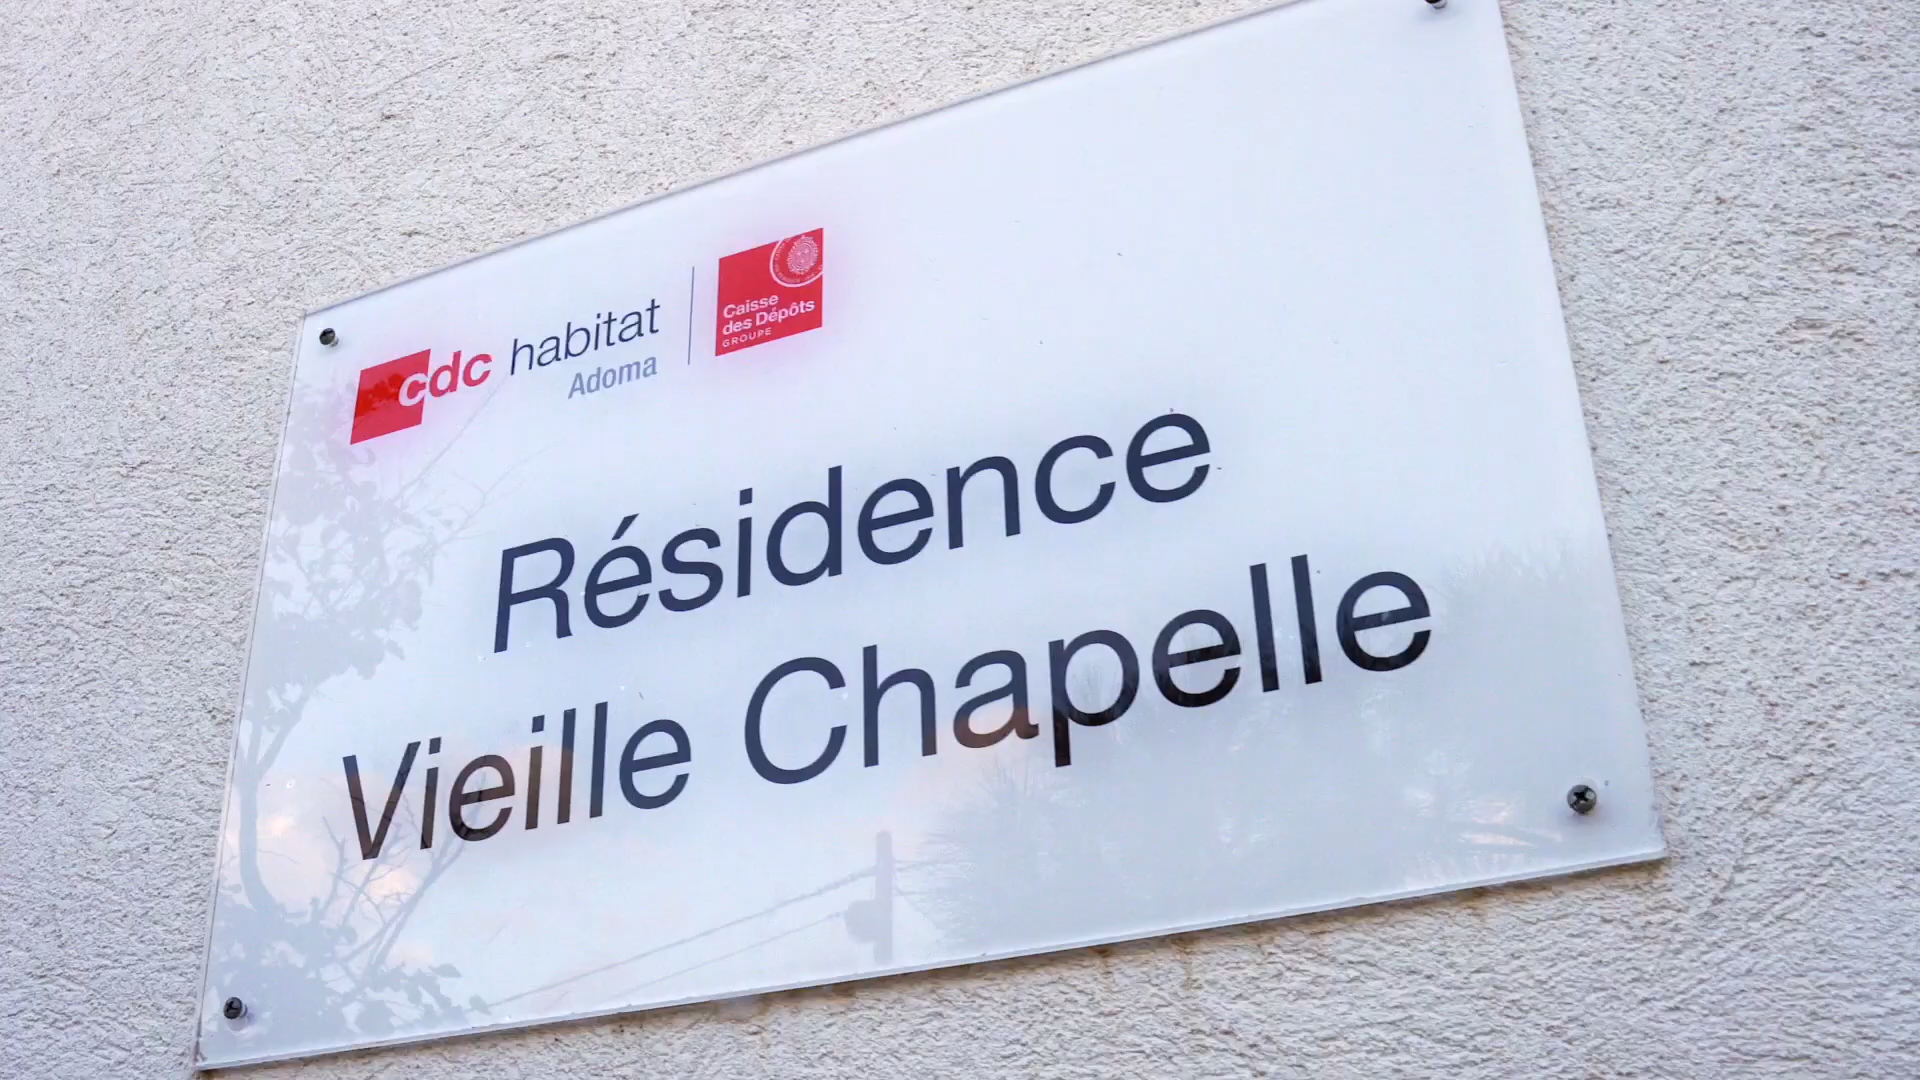 cdc habitat
Adoma
Caisse
des Dépôts
GROUPE
Résidence
Vieille Chapelle